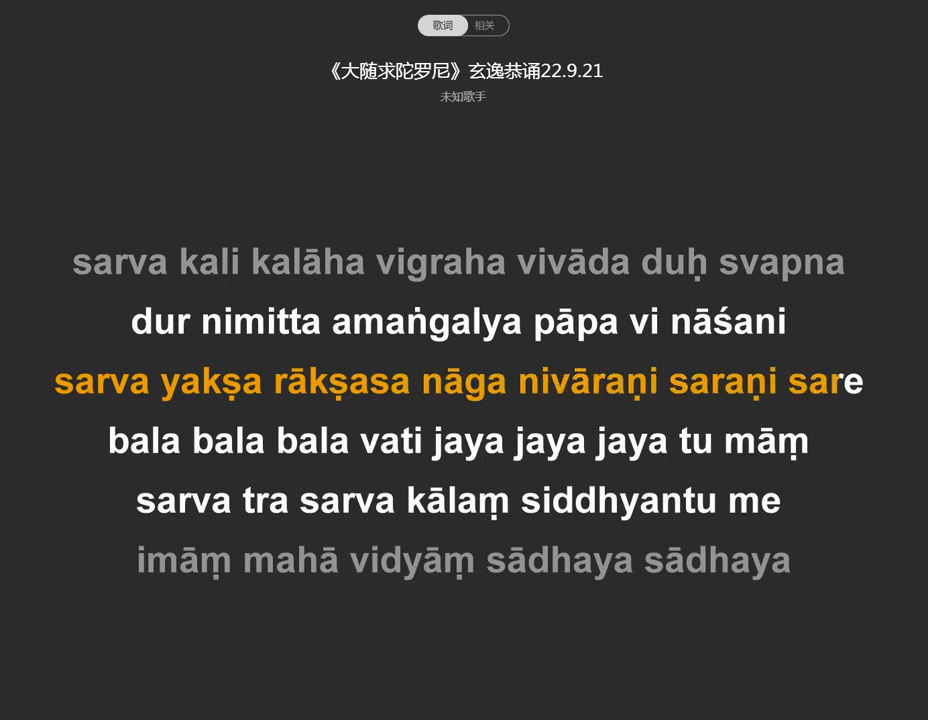 歌词 相关
《大随求陀罗尼》玄逸恭诵22.9.21
未知歌手
sarva kali kalāha vigraha vivāda duḥ svapna
dur nimitta amaṅgalya pāpa vi nāśani
sarva yakṣa rākṣasa nāga nivāraṇi saraṇi sare
bala bala bala vati jaya jaya jaya tu māṃ
sarva tra sarva kālaṃ siddhyantu me
imāṃ mahā vidyāṃ sādhaya sādhaya